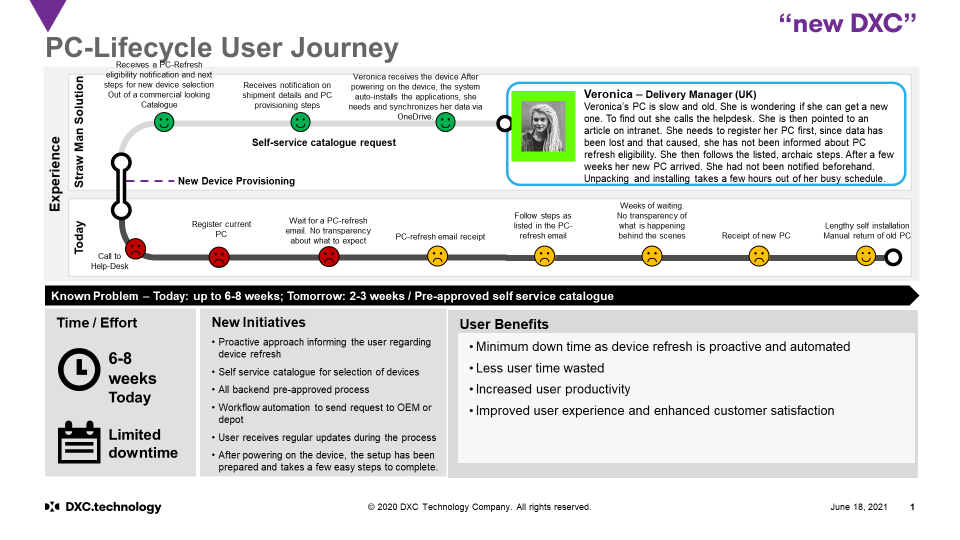 “new DXC”
PC-Lifecycle User Journey
Experience
Straw Man Solution
Receives a PC-Refresh
eligibility notification and next
steps for new device selection
Out of a commercial looking
Catalogue
Receives notification on
shipment details and PC
provisioning steps
Veronica receives the device After
powering on the device, the system
auto-installs the applications, she
needs and synchronizes her data via
OneDrive.
Self-service catalogue request
New Device Provisioning
Veronica – Delivery Manager (UK)
Veronica’s PC is slow and old. She is wondering if she can get a new
one. To find out she calls the helpdesk. She is then pointed to an
article on intranet. She needs to register her PC first, since data has
been lost and that caused, she has not been informed about PC
refresh eligibility. She then follows the listed, archaic steps. After a few
weeks her new PC arrived. She had not been notified beforehand.
Unpacking and installing takes a few hours out of her busy schedule.
Today
Call to
Help-Desk
Register current
PC
Wait for a PC-refresh
email. No transparency
about what to expect
PC-refresh email receipt
Follow steps as
listed in the PC-
refresh email
Weeks of waiting.
No transparency of
what is happening
behind the scenes
Receipt of new PC
Lengthy self installation
Manual return of old PC
Known Problem – Today: up to 6-8 weeks; Tomorrow: 2-3 weeks / Pre-approved self service catalogue
Time / Effort
6-8
weeks
Today
Limited
downtime
New Initiatives
• Proactive approach informing the user regarding
device refresh
• Self service catalogue for selection of devices
• All backend pre-approved process
• Workflow automation to send request to OEM or
depot
• User receives regular updates during the process
• After powering on the device, the setup has been
prepared and takes a few easy steps to complete.
User Benefits
• Minimum down time as device refresh is proactive and automated
• Less user time wasted
• Increased user productivity
• Improved user experience and enhanced customer satisfaction
DXC.technology
© 2020 DXC Technology Company. All rights reserved.
June 18, 2021
1